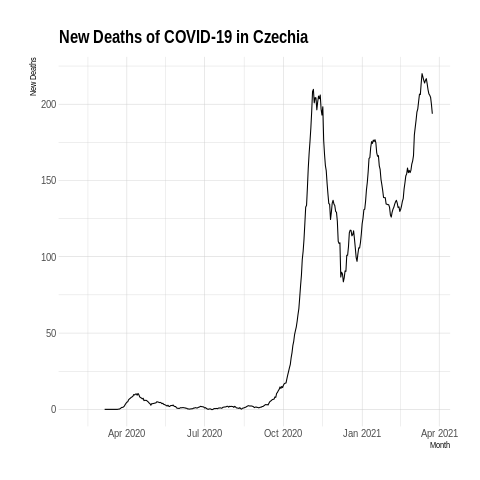 New Deaths of COVID-19 in Czechia
New Deaths
200
150
100
50
0
Apr 2020 Jul 2020 Oct 2020 Jan 2021 Apr 2021
Month